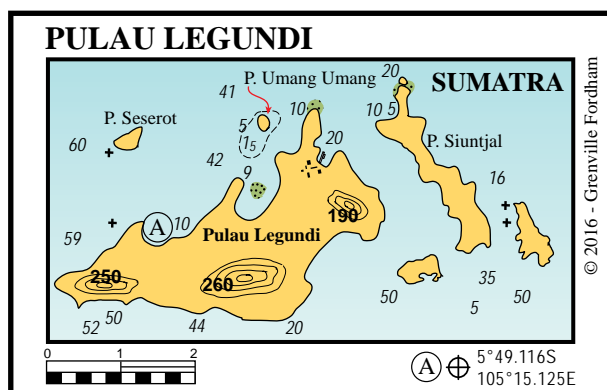 PULAU LEGUNDI
SUMATRA
20
P. Umang Umang
41
10
10 5
P. Seserot
5
1₅
20
P. Siuntjal
60
42
9
16
10
A
190
59
Pulau Legundi
250
260
35
50
5
50
52 50
44
20
0 1 2
A
5°49.116S
105°15.125E
© 2016 - Grenville Fordham